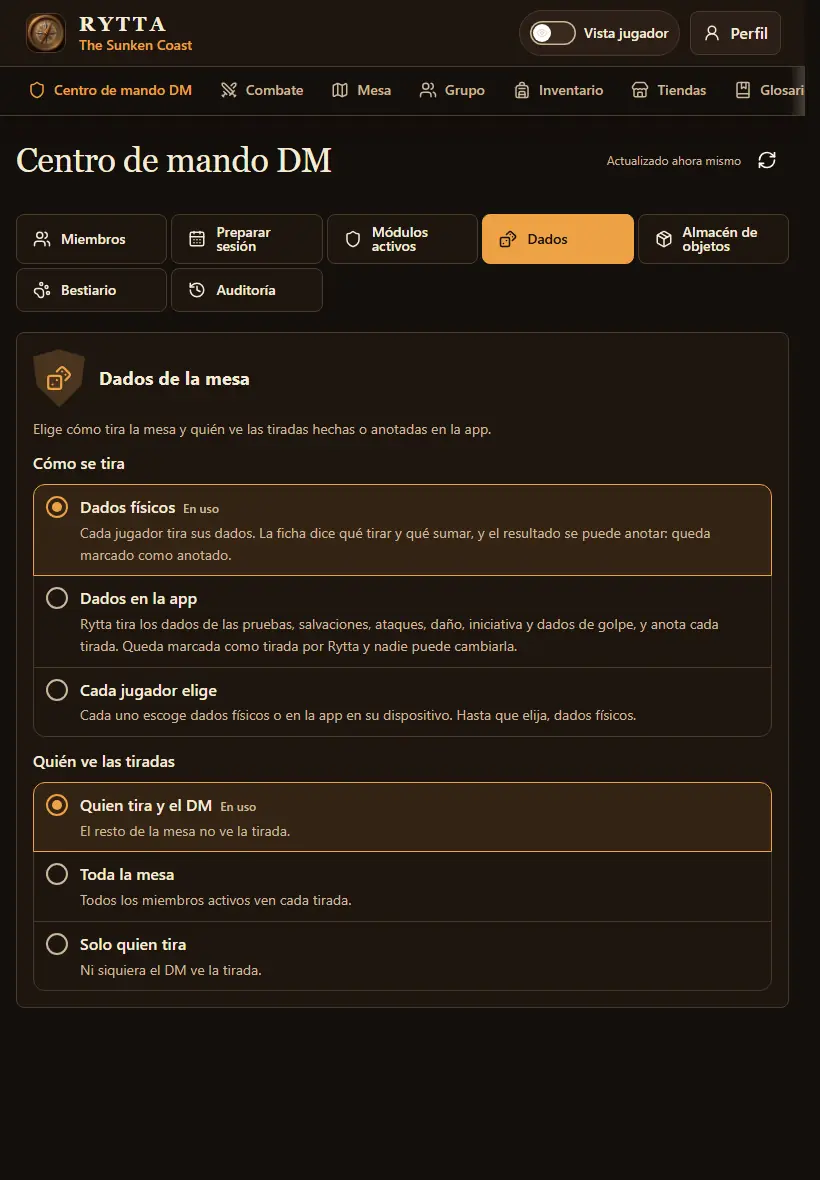 RYTTA
The Sunken Coast
Vista jugador
Perfil
Centro de mando DM
Combate
Mesa
Grupo
Inventario
Tiendas
Glosari
Centro de mando DM
Actualizado ahora mismo
Miembros
Preparar
sesión
Módulos
activos
Dados
Almacén de
objetos
Bestiario
Auditoría
Dados de la mesa
Elige cómo tira la mesa y quién ve las tiradas hechas o anotadas en la app.
Cómo se tira
Dados físicos En uso
Cada jugador tira sus dados. La ficha dice qué tirar y qué sumar, y el resultado se puede anotar: queda
marcado como anotado.
Dados en la app
Rytta tira los dados de las pruebas, salvaciones, ataques, daño, iniciativa y dados de golpe, y anota cada
tirada. Queda marcada como tirada por Rytta y nadie puede cambiarla.
Cada jugador elige
Cada uno escoge dados físicos o en la app en su dispositivo. Hasta que elija, dados físicos.
Quién ve las tiradas
Quien tira y el DM En uso
El resto de la mesa no ve la tirada.
Toda la mesa
Todos los miembros activos ven cada tirada.
Solo quien tira
Ni siquiera el DM ve la tirada.